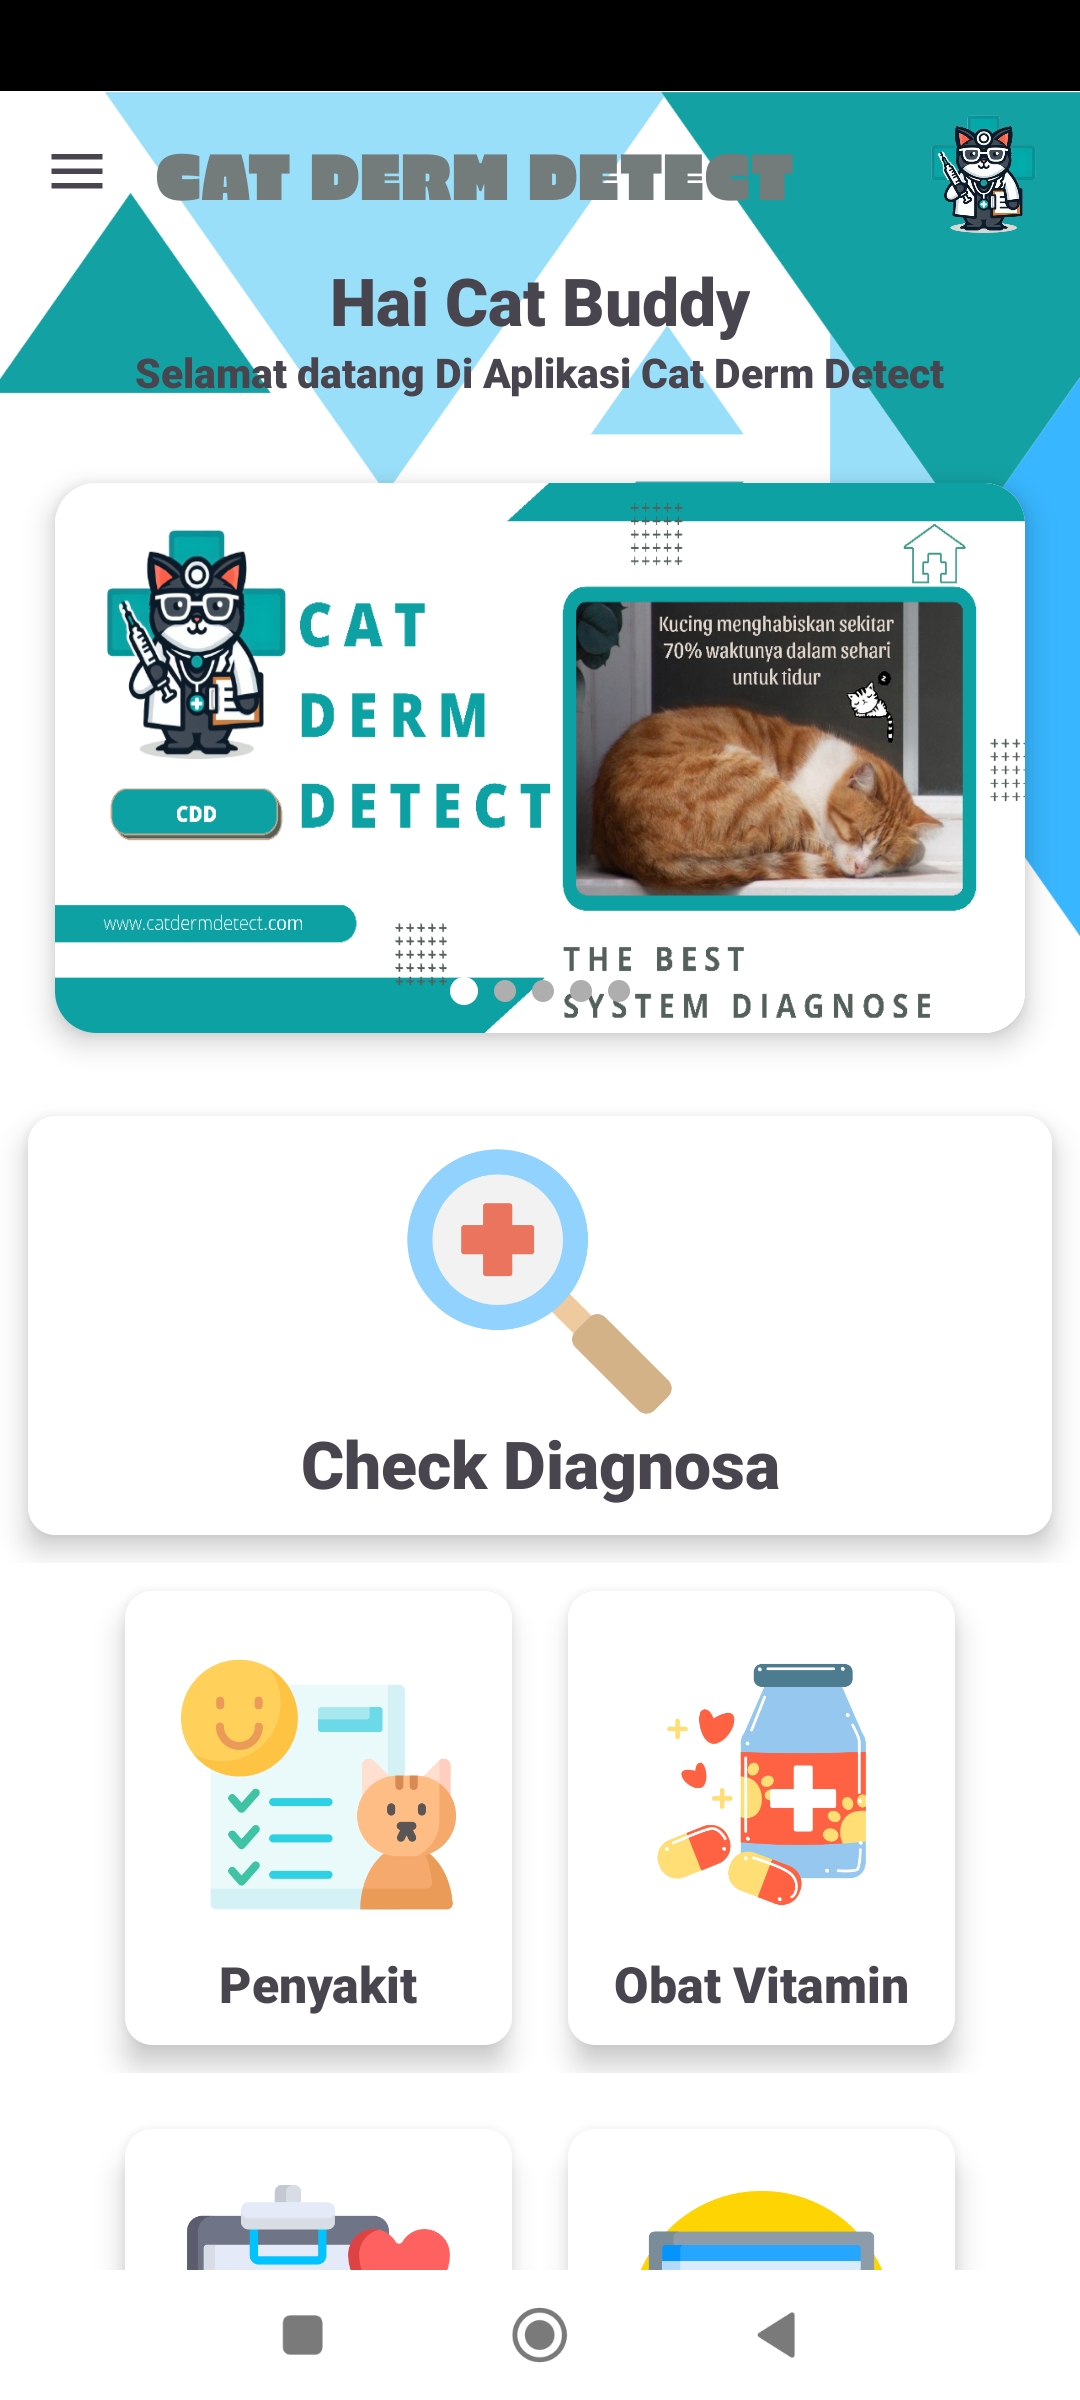 CAT DERM DETECT
Hai Cat Buddy
Selamat datang Di Aplikasi Cat Derm Detect
CAT
DERM
DETECT
CDD
www.catdermdetect.com
Kucing menghabiskan sekitar
70% waktunya dalam sehari
untuk tidur
z
THE BEST
SYSTEM DIAGNOSE
Check Diagnosa
Penyakit
Obat Vitamin